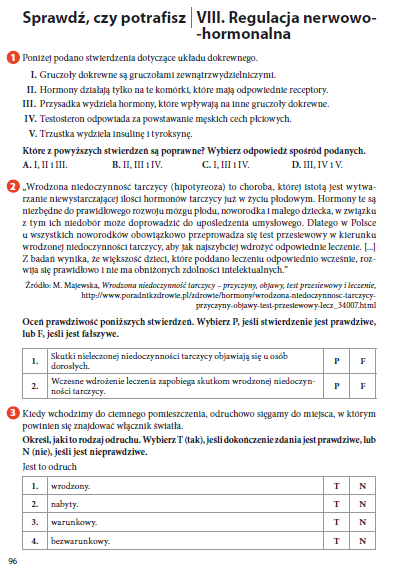 Sprawdź, czy potrafisz VIII. Regulacja nerwowo-
-hormonalna
1 Poniżej podano stwierdzenia dotyczące układu dokrewnego.
I. Gruczoły dokrewne są gruczołami zewnątrzwydzielniczymi.
II. Hormony działają tylko na te komórki, które mają odpowiednie receptory.
III. Przysadka wydziela hormony, które wpływają na inne gruczoły dokrewne.
IV. Testosteron odpowiada za powstawanie męskich cech płciowych.
V. Trzustka wydziela insulinę i tyroksynę.
Które z powyższych stwierdzeń są poprawne? Wybierz odpowiedź spośród podanych.
A. I, II i III. B. II, III i IV. C. I, III i IV. D. III, IV i V.
2 „Wrodzona niedoczynność tarczycy (hipotyreoza) to choroba, której istotą jest wytwa-
rzanie niewystarczającej ilości hormonów tarczycy już w życiu płodowym. Hormony te są
niezbędne do prawidłowego rozwoju mózgu płodu, noworodka i małego dziecka, w związku
z tym ich niedobór może doprowadzić do upośledzenia umysłowego. Dlatego w Polsce
u wszystkich noworodków obowiązkowo przeprowadza się test przesiewowy w kierunku
wrodzonej niedoczynności tarczycy, aby jak najszybciej wdrożyć odpowiednie leczenie. [...]
Z badań wynika, że większość dzieci, które poddano leczeniu odpowiednio wcześnie, roz-
wija się prawidłowo i nie ma obniżonych zdolności intelektualnych.”
Źródło: M. Majewska, Wrodzona niedoczynność tarczycy – przyczyny, objawy, test przesiewowy i leczenie,
http://www.poradnikzdrowie.pl/zdrowie/hormony/wrodzona-niedoczynnosc-tarczycy-
przyczyny-objawy-test-przesiewowy-lecz_34007.html
Oceń prawdziwość poniższych stwierdzeń. Wybierz P, jeśli stwierdzenie jest prawdziwe,
lub F, jeśli jest fałszywe.
1. Skutki nieleczonej niedoczynności tarczycy objawiają się u osób P F
dorosłych.
2. Wczesne wdrożenie leczenia zapobiega skutkom wrodzonej niedoczyn- P F
ności tarczycy.
3 Kiedy wchodzimy do ciemnego pomieszczenia, odruchowo sięgamy do miejsca, w którym
powinien się znajdować włącznik światła.
Określ, jaki to rodzaj odruchu. Wybierz T (tak), jeśli dokończenie zdania jest prawdziwe, lub
N (nie), jeśli jest nieprawdziwe.
Jest to odruch
1. wrodzony. T N
2. nabyty. T N
3. warunkowy. T N
4. bezwarunkowy. T N
96